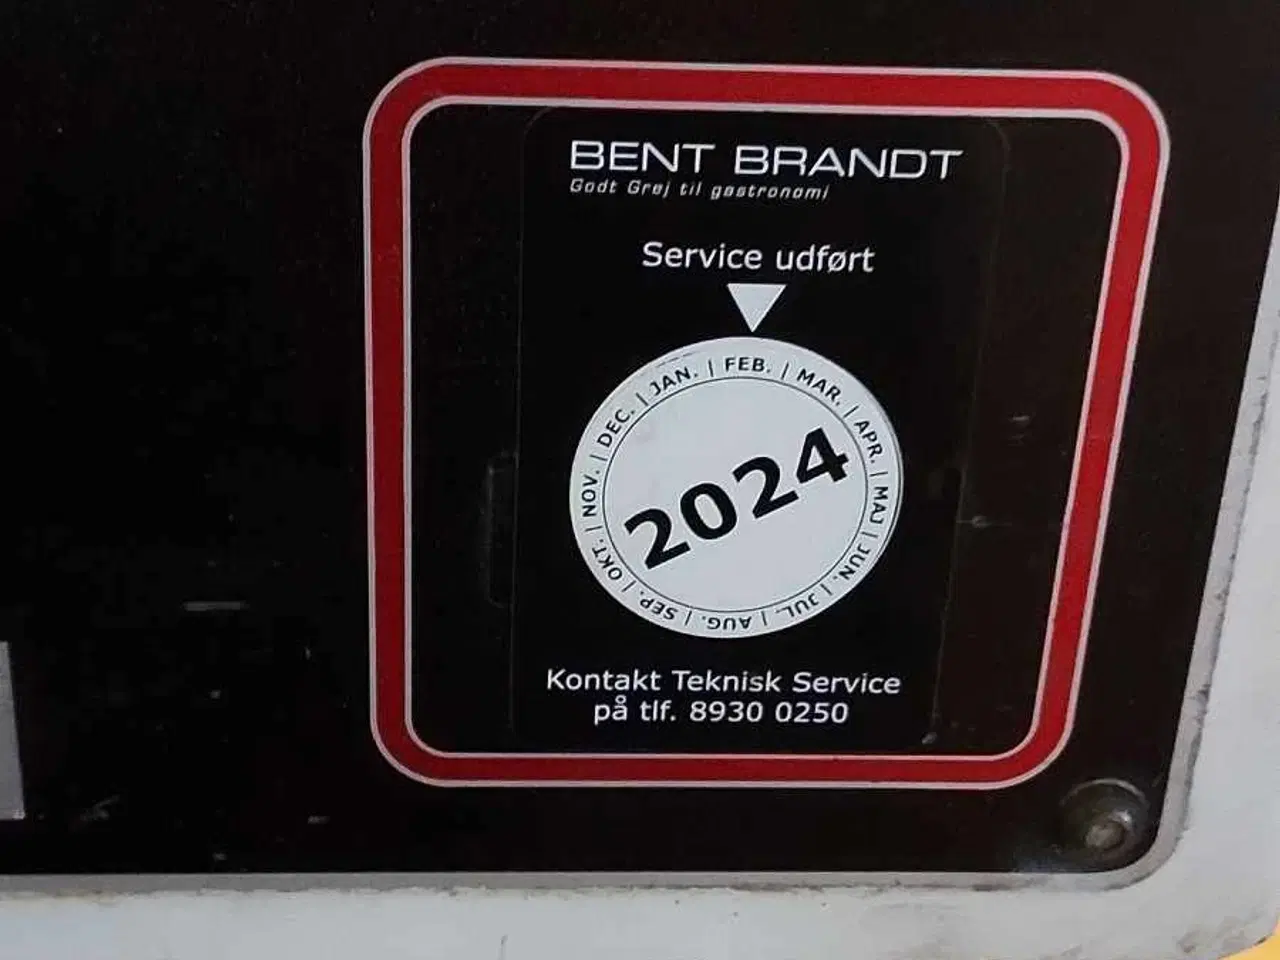 BENT BRANDT
Godt Grej til gastronomi
Service udført
JAN. | FEB. | MAR. | APR. | MAJ | JUN. | JUL. | AUG. | SEP. | OKT. | NOV. | DEC. |
2024
Kontakt Teknisk Service
på tlf. 8930 0250